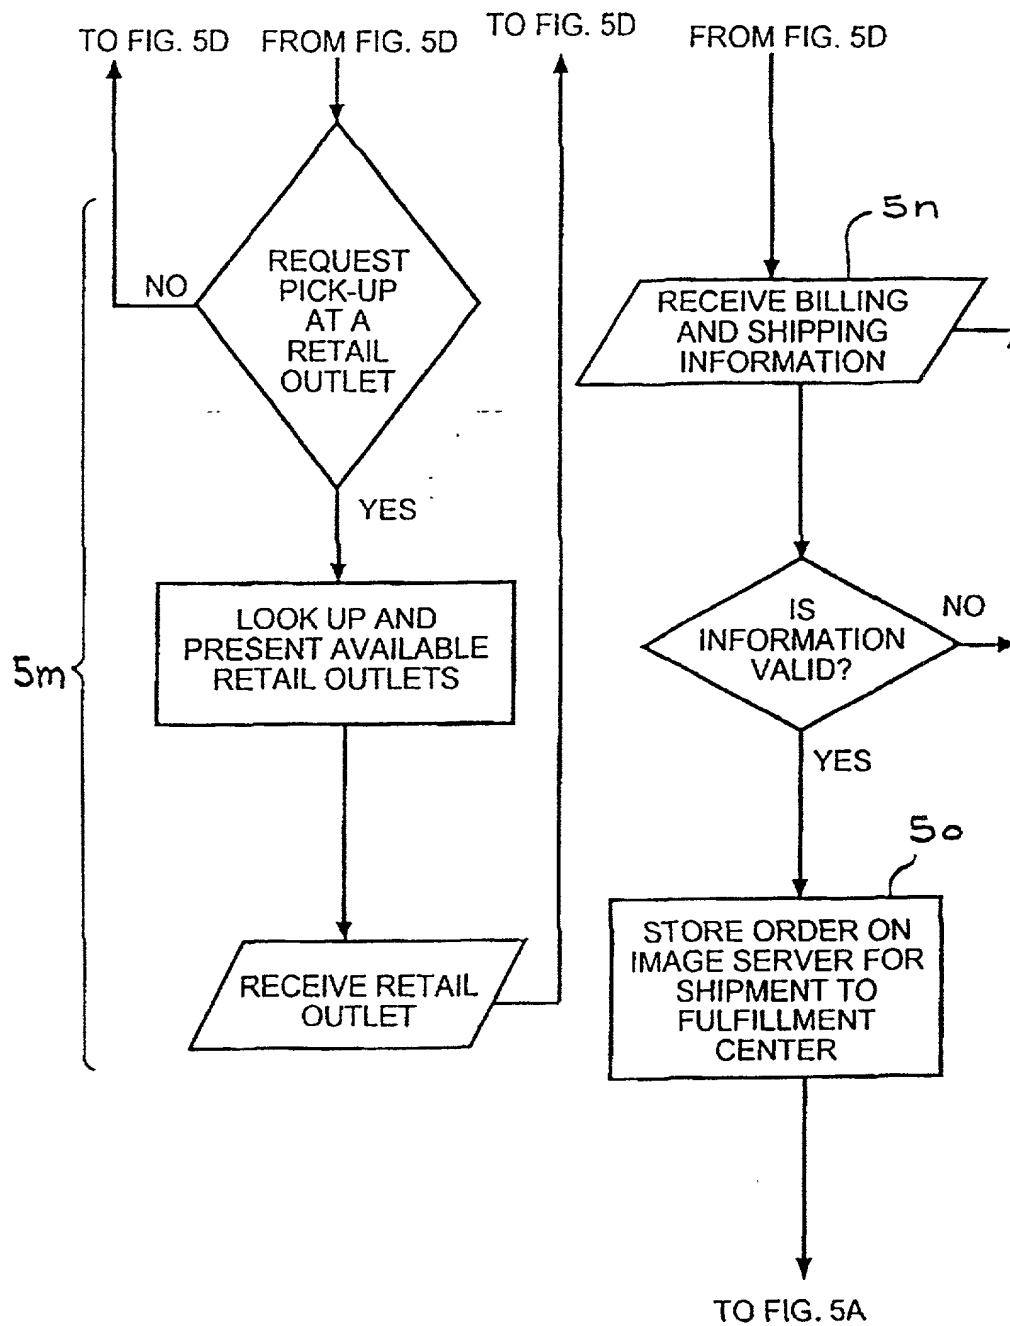 TO FIG. 5D
FROM FIG. 5D
TO FIG. 5D
FROM FIG. 5D
REQUEST
PICK-UP
AT A
RETAIL
OUTLET
NO
YES
LOOK UP AND
PRESENT AVAILABLE
RETAIL OUTLETS
5m
RECEIVE RETAIL
OUTLET
5n
RECEIVE BILLING
AND SHIPPING
INFORMATION
IS
INFORMATION
VALID?
NO
YES
5o
STORE ORDER ON
IMAGE SERVER FOR
SHIPMENT TO
FULFILLMENT
CENTER
TO FIG. 5A